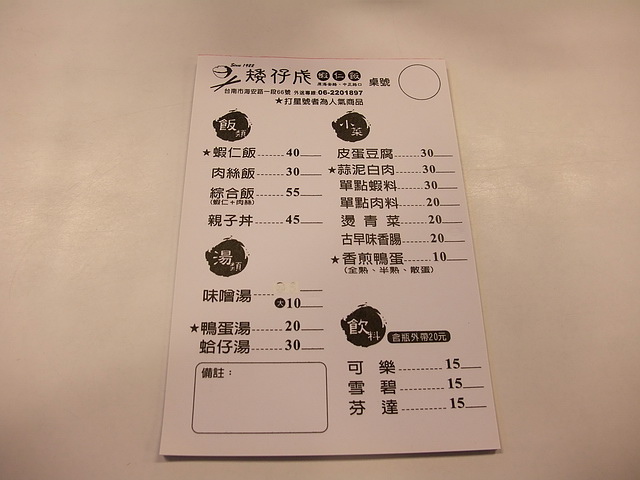 Since 1922
矮仔成 蝦仁飯
桌號
台南市海安路一段66號 外送專線 06-2201897
★打星號者為人氣商品
飯類
★蝦仁飯 40
肉絲飯 30
綜合飯 55
(蝦仁+肉絲)
親子丼 45
湯類
味噌湯
大 10
★鴨蛋湯 20
蛤仔湯 30
備註：
小菜
皮蛋豆腐 30
★蒜泥白肉 30
單點蝦料 30
單點肉料 20
燙青菜 20
古早味香腸 20
★香煎鴨蛋 10
(全熟、半熟、散蛋)
飲料 含瓶外帶20元
可樂 15
雪碧 15
芬達 15